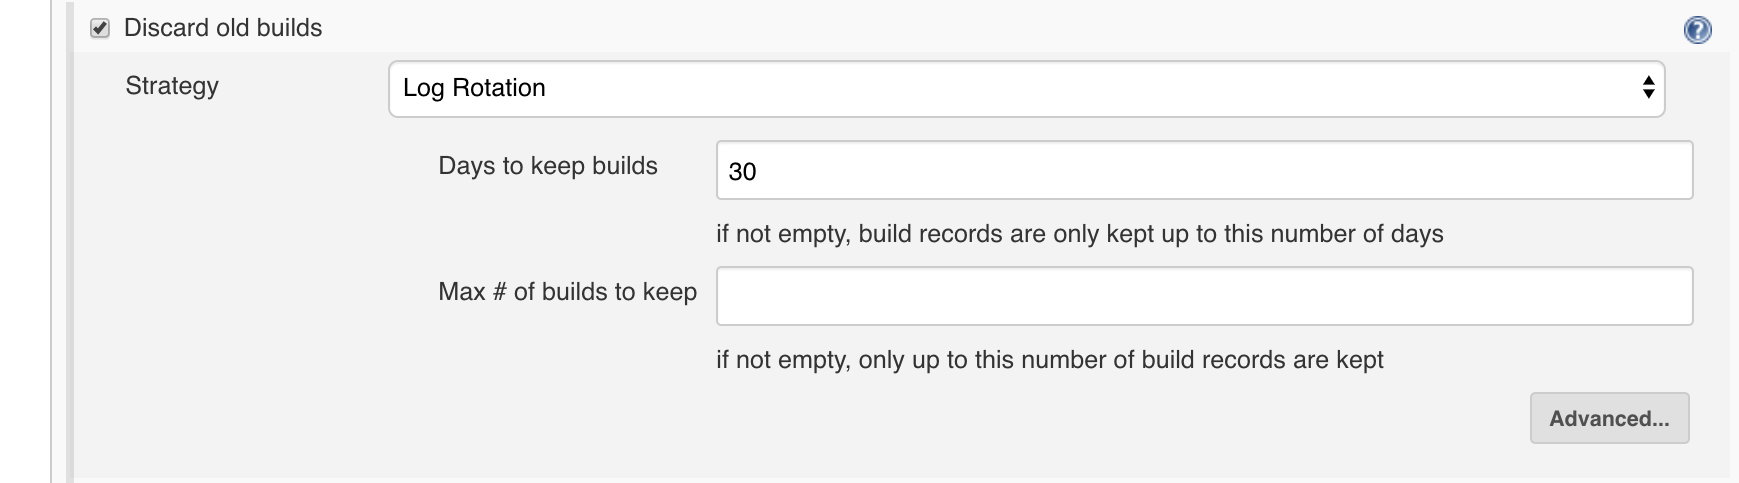 Discard old builds
?
Strategy
Log Rotation
Days to keep builds
30
if not empty, build records are only kept up to this number of days
Max # of builds to keep
if not empty, only up to this number of build records are kept
Advanced...